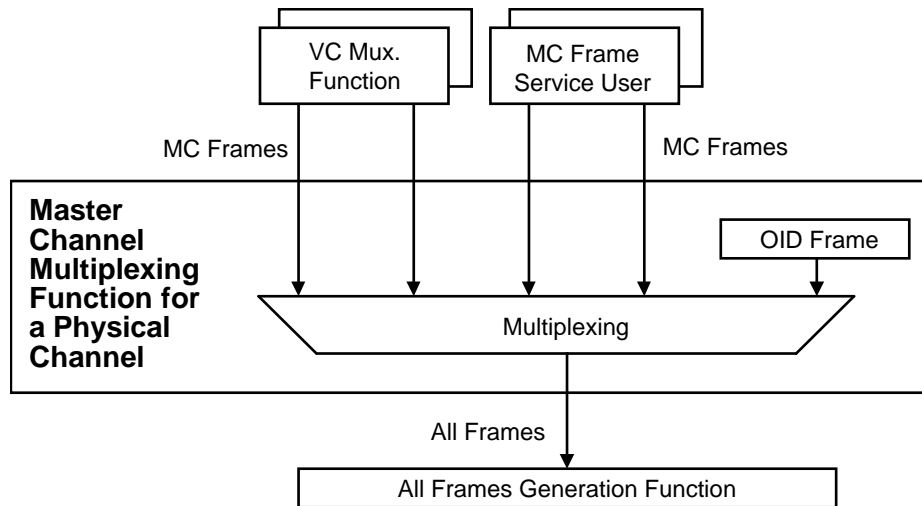 VC Mux.
Function
MC Frame
Service User
MC Frames
MC Frames
Master
Channel
Multiplexing
Function for
a Physical
Channel
OID Frame
Multiplexing
All Frames
All Frames Generation Function